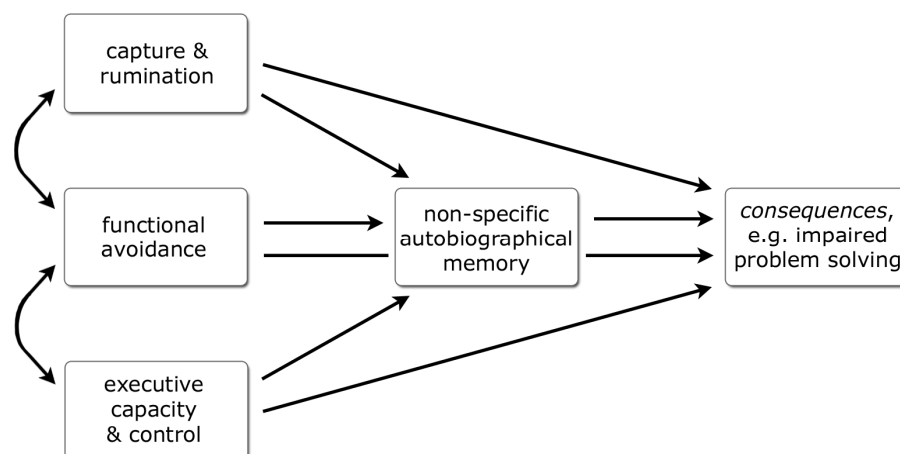 capture &
rumination
functional
avoidance
executive
capacity
& control
non-specific
autobiographical
memory
consequences,
e.g. impaired
problem solving